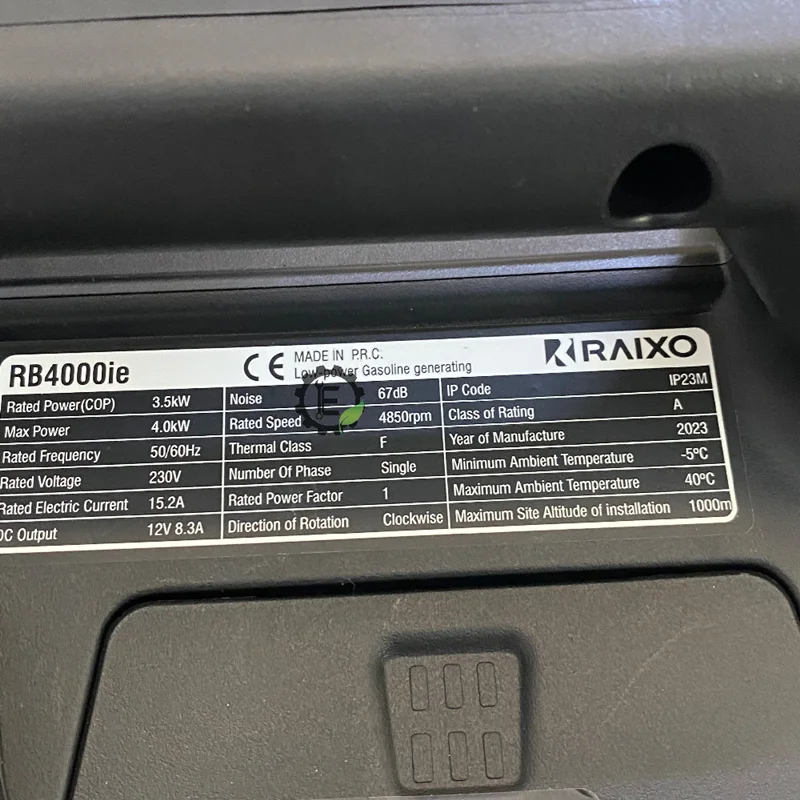 RB4000ie
CE MADE IN P.R.C:
Low-power Gasoline generating
RAIXO
Rated Power(COP) 3.5kW
Max Power 4.0kW
Rated Frequency 50/60Hz
Rated Voltage 230V
Rated Electric Current 15.2A
DC Output 12V 8.3A
Noise 67dB
Rated Speed 4850rpm
Thermal Class F
Number Of Phase Single
Rated Power Factor 1
Direction of Rotation Clockwise
IP Code IP23M
Class of Rating A
Year of Manufacture 2023
Minimum Ambient Temperature -5ºC
Maximum Ambient Temperature 40ºC
Maximum Site Altitude of installation 1000m